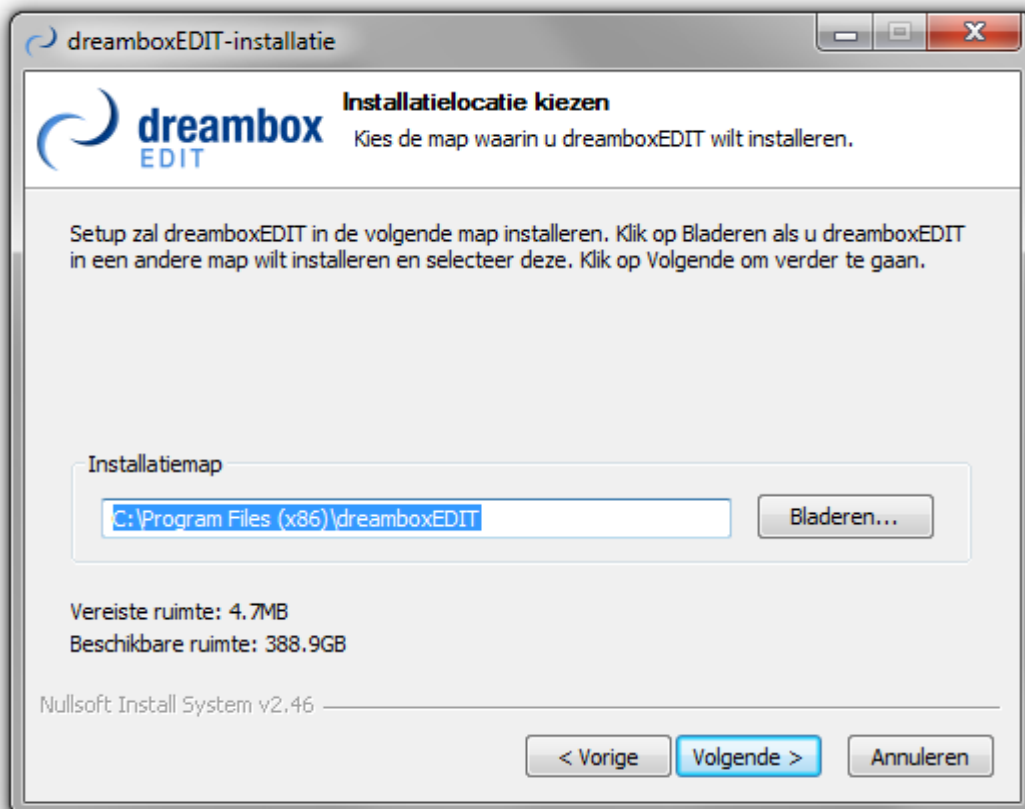 dreamboxEDIT-installatie
dreambox
EDIT
Installatielocatie kiezen
Kies de map waarin u dreamboxEDIT wilt installeren.
Setup zal dreamboxEDIT in de volgende map installeren. Klik op Bladeren als u dreamboxEDIT
in een andere map wilt installeren en selecteer deze. Klik op Volgende om verder te gaan.
Installatiemap
C:\Program Files (x86)\dreamboxEDIT
Bladeren...
Vereiste ruimte: 4.7MB
Beschikbare ruimte: 388.9GB
Nullsoft Install System v2.46
< Vorige
Volgende >
Annuleren